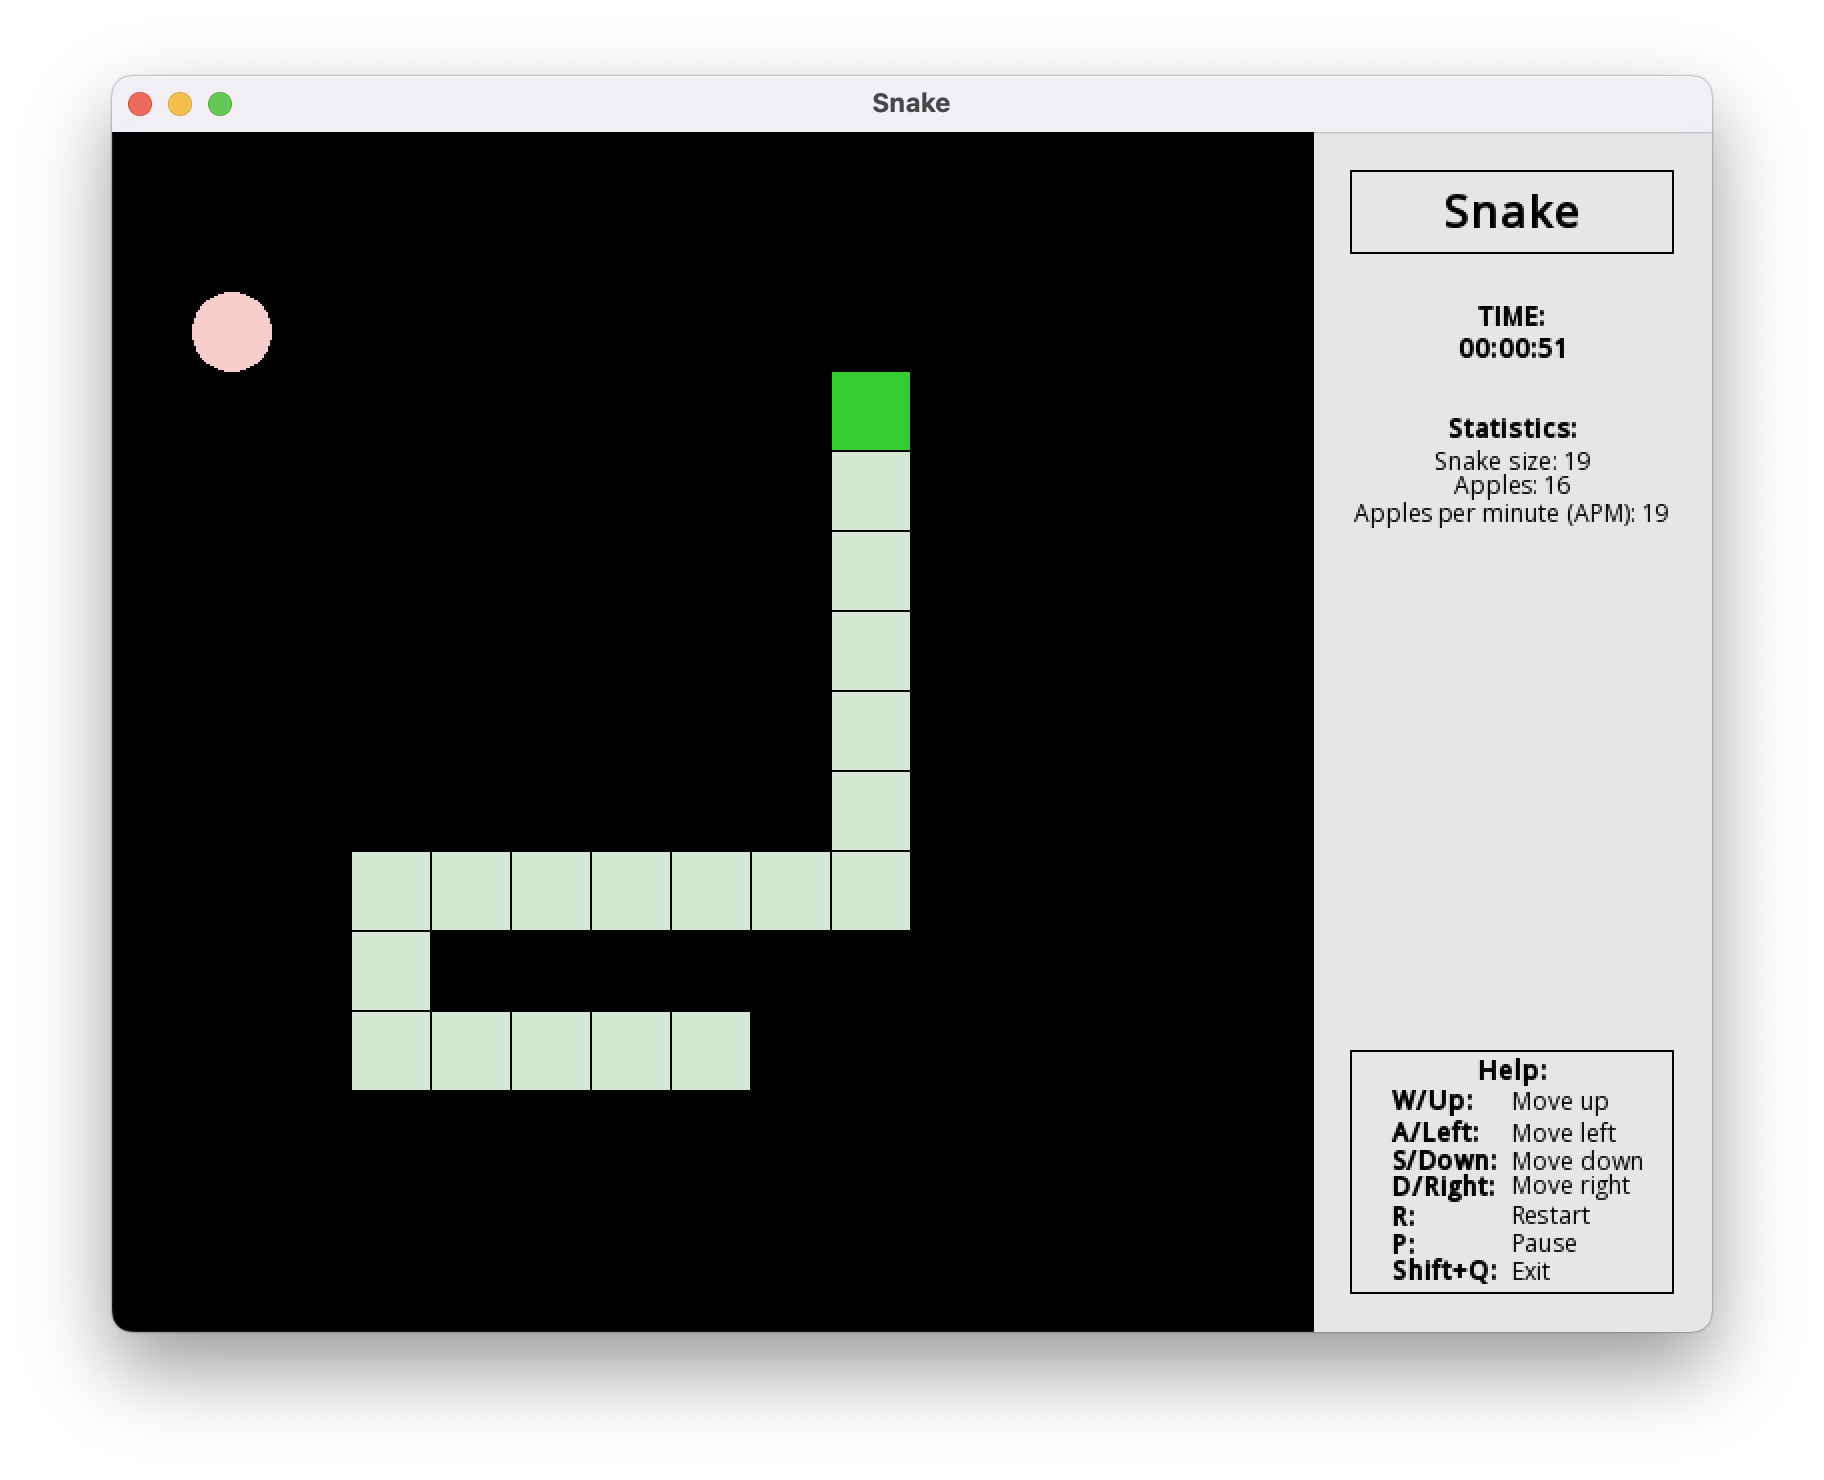 Snake
Snake
TIME:
00:00:51
Statistics:
Snake size: 19
Apples: 16
Apples per minute (APM): 19
Help:
W/Up: Move up
A/Left: Move left
S/Down: Move down
D/Right: Move right
R: Restart
P: Pause
Shift+Q: Exit